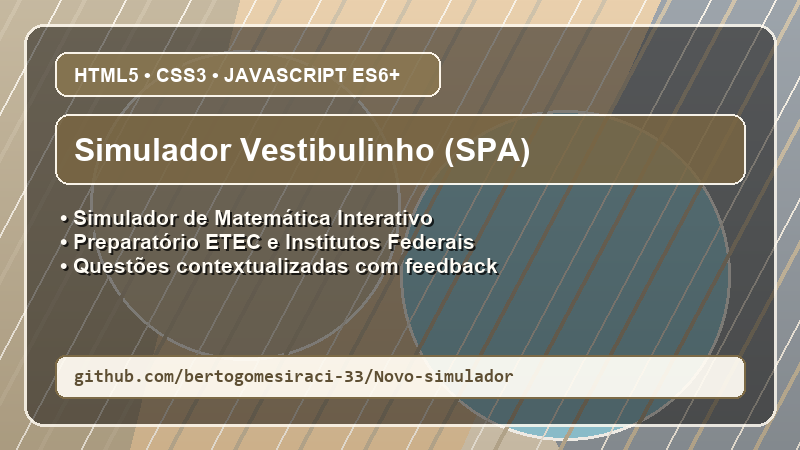 HTML5 • CSS3 • JAVASCRIPT ES6+
Simulador Vestibulinho (SPA)
• Simulador de Matemática Interativo
• Preparatório ETEC e Institutos Federais
• Questões contextualizadas com feedback
github.com/bertogomesiraci-33/Novo-simulador